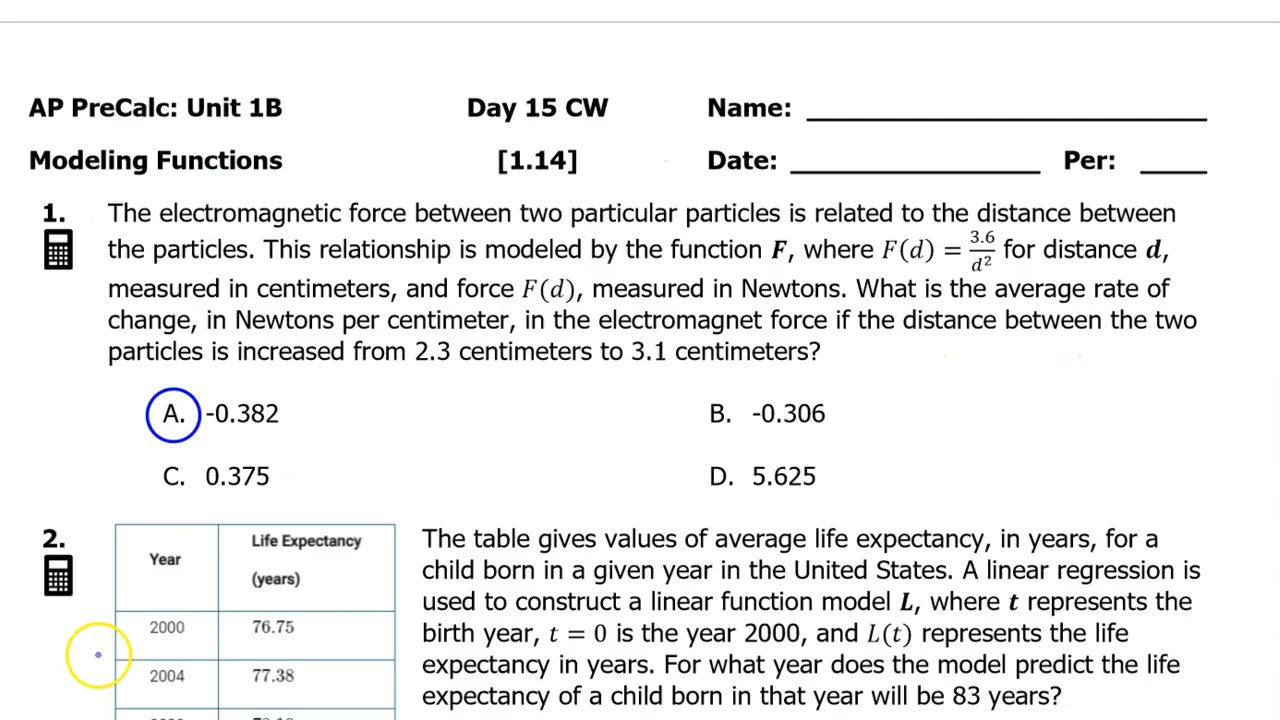 AP PreCalc: Unit 1B Day 15 CW Name:
Modeling Functions [1.14] Date: Per:
1. The electromagnetic force between two particular particles is related to the distance between
the particles. This relationship is modeled by the function F, where F(d) = 3.6/d² for distance d,
measured in centimeters, and force F(d), measured in Newtons. What is the average rate of
change, in Newtons per centimeter, in the electromagnet force if the distance between the two
particles is increased from 2.3 centimeters to 3.1 centimeters?
A. -0.382 B. -0.306
C. 0.375 D. 5.625
2.
Year Life Expectancy (years)
2000 76.75
2004 77.38
The table gives values of average life expectancy, in years, for a
child born in a given year in the United States. A linear regression is
used to construct a linear function model L, where t represents the
birth year, t = 0 is the year 2000, and L(t) represents the life
expectancy in years. For what year does the model predict the life
expectancy of a child born in that year will be 83 years?